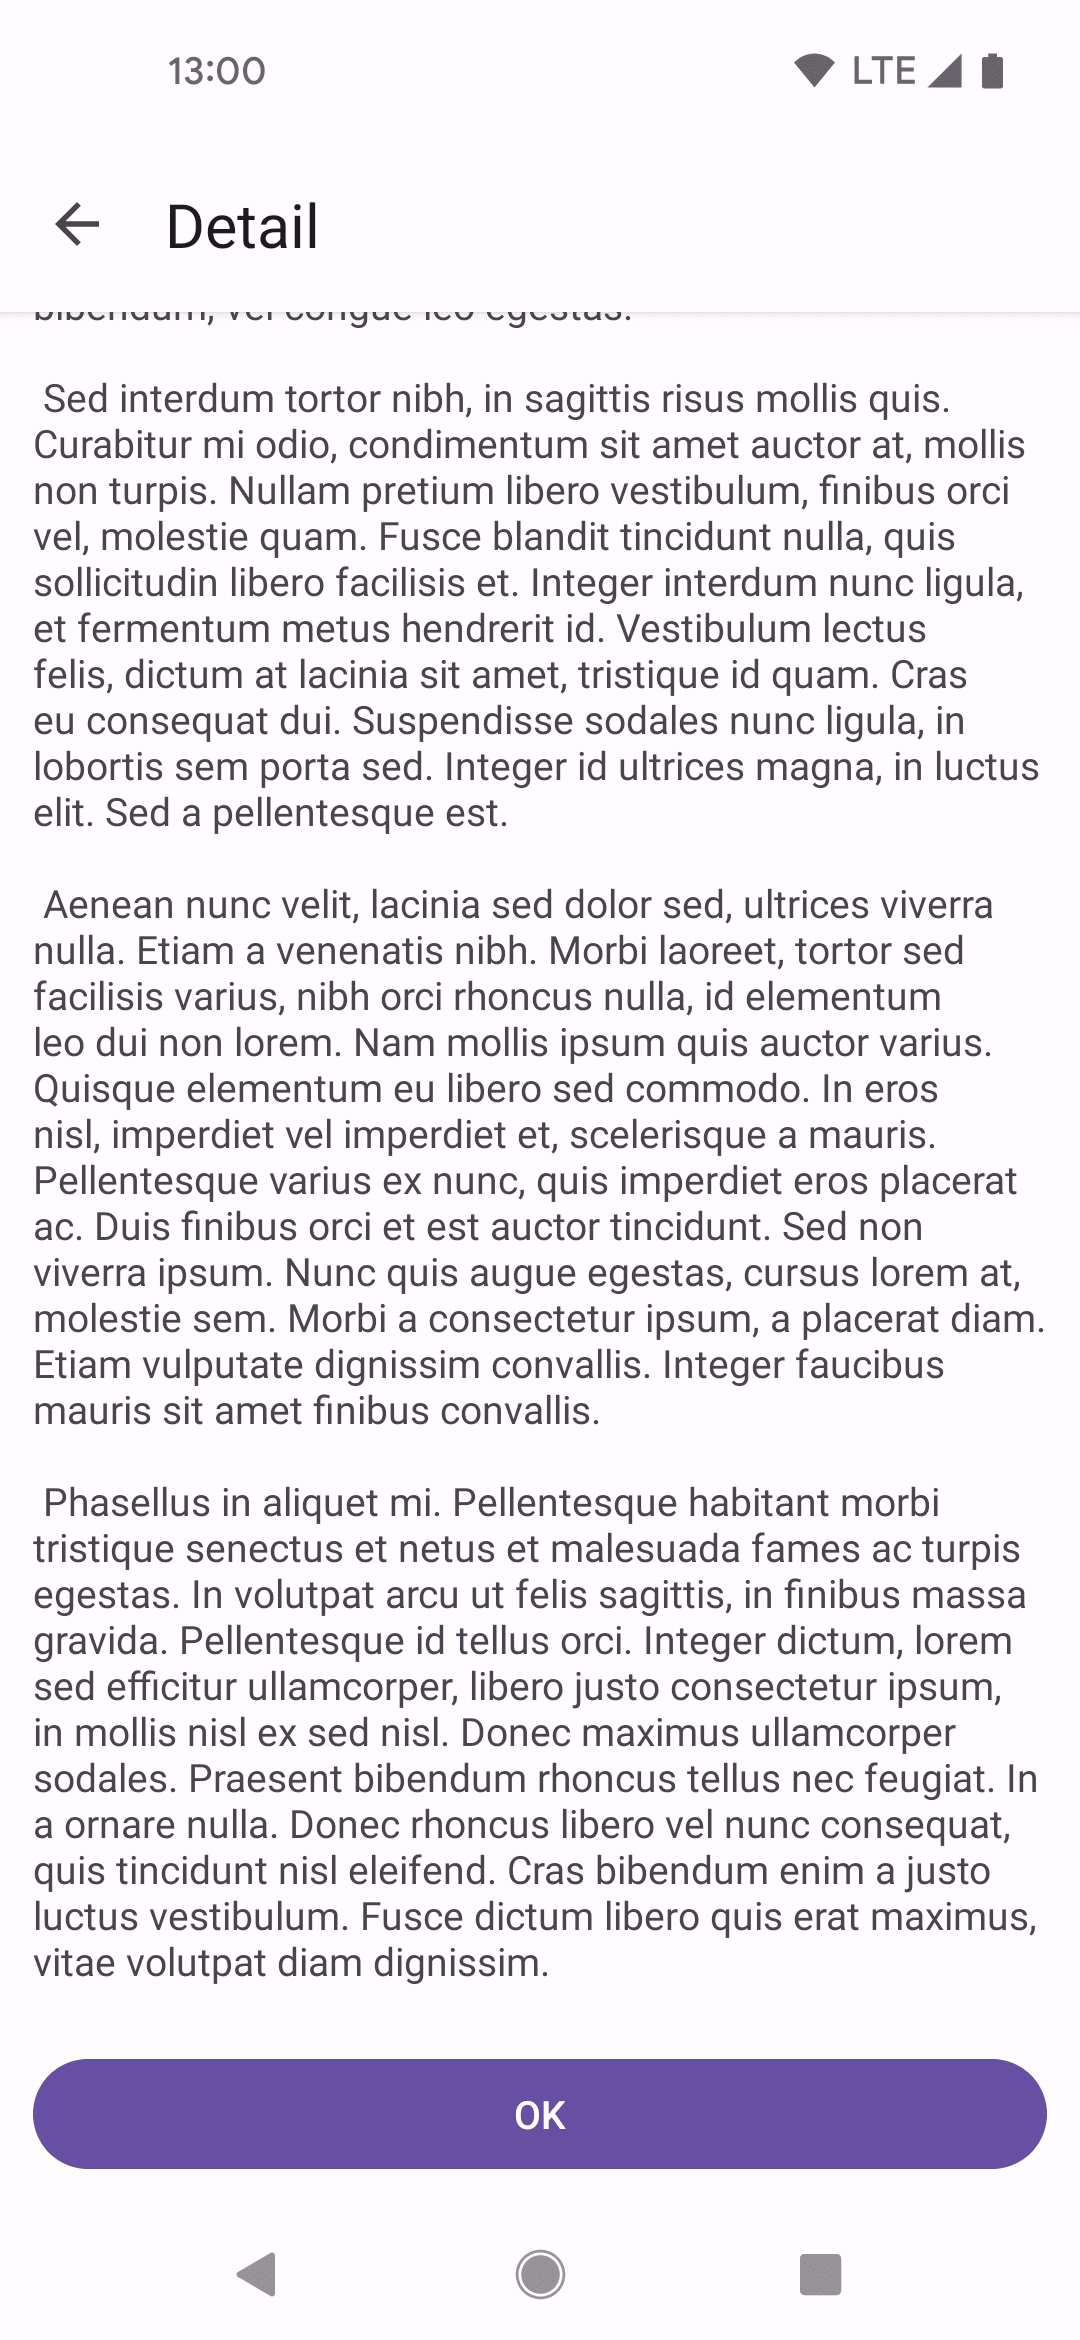 13:00 LTE
Detail
bibendum, vel congue leo egestas.
Sed interdum tortor nibh, in sagittis risus mollis quis.
Curabitur mi odio, condimentum sit amet auctor at, mollis
non turpis. Nullam pretium libero vestibulum, finibus orci
vel, molestie quam. Fusce blandit tincidunt nulla, quis
sollicitudin libero facilisis et. Integer interdum nunc ligula,
et fermentum metus hendrerit id. Vestibulum lectus
felis, dictum at lacinia sit amet, tristique id quam. Cras
eu consequat dui. Suspendisse sodales nunc ligula, in
lobortis sem porta sed. Integer id ultrices magna, in luctus
elit. Sed a pellentesque est.
Aenean nunc velit, lacinia sed dolor sed, ultrices viverra
nulla. Etiam a venenatis nibh. Morbi laoreet, tortor sed
facilisis varius, nibh orci rhoncus nulla, id elementum
leo dui non lorem. Nam mollis ipsum quis auctor varius.
Quisque elementum eu libero sed commodo. In eros
nisl, imperdiet vel imperdiet et, scelerisque a mauris.
Pellentesque varius ex nunc, quis imperdiet eros placerat
ac. Duis finibus orci et est auctor tincidunt. Sed non
viverra ipsum. Nunc quis augue egestas, cursus lorem at,
molestie sem. Morbi a consectetur ipsum, a placerat diam.
Etiam vulputate dignissim convallis. Integer faucibus
mauris sit amet finibus convallis.
Phasellus in aliquet mi. Pellentesque habitant morbi
tristique senectus et netus et malesuada fames ac turpis
egestas. In volutpat arcu ut felis sagittis, in finibus massa
gravida. Pellentesque id tellus orci. Integer dictum, lorem
sed efficitur ullamcorper, libero justo consectetur ipsum,
in mollis nisl ex sed nisl. Donec maximus ullamcorper
sodales. Praesent bibendum rhoncus tellus nec feugiat. In
a ornare nulla. Donec rhoncus libero vel nunc consequat,
quis tincidunt nisl eleifend. Cras bibendum enim a justo
luctus vestibulum. Fusce dictum libero quis erat maximus,
vitae volutpat diam dignissim.
OK